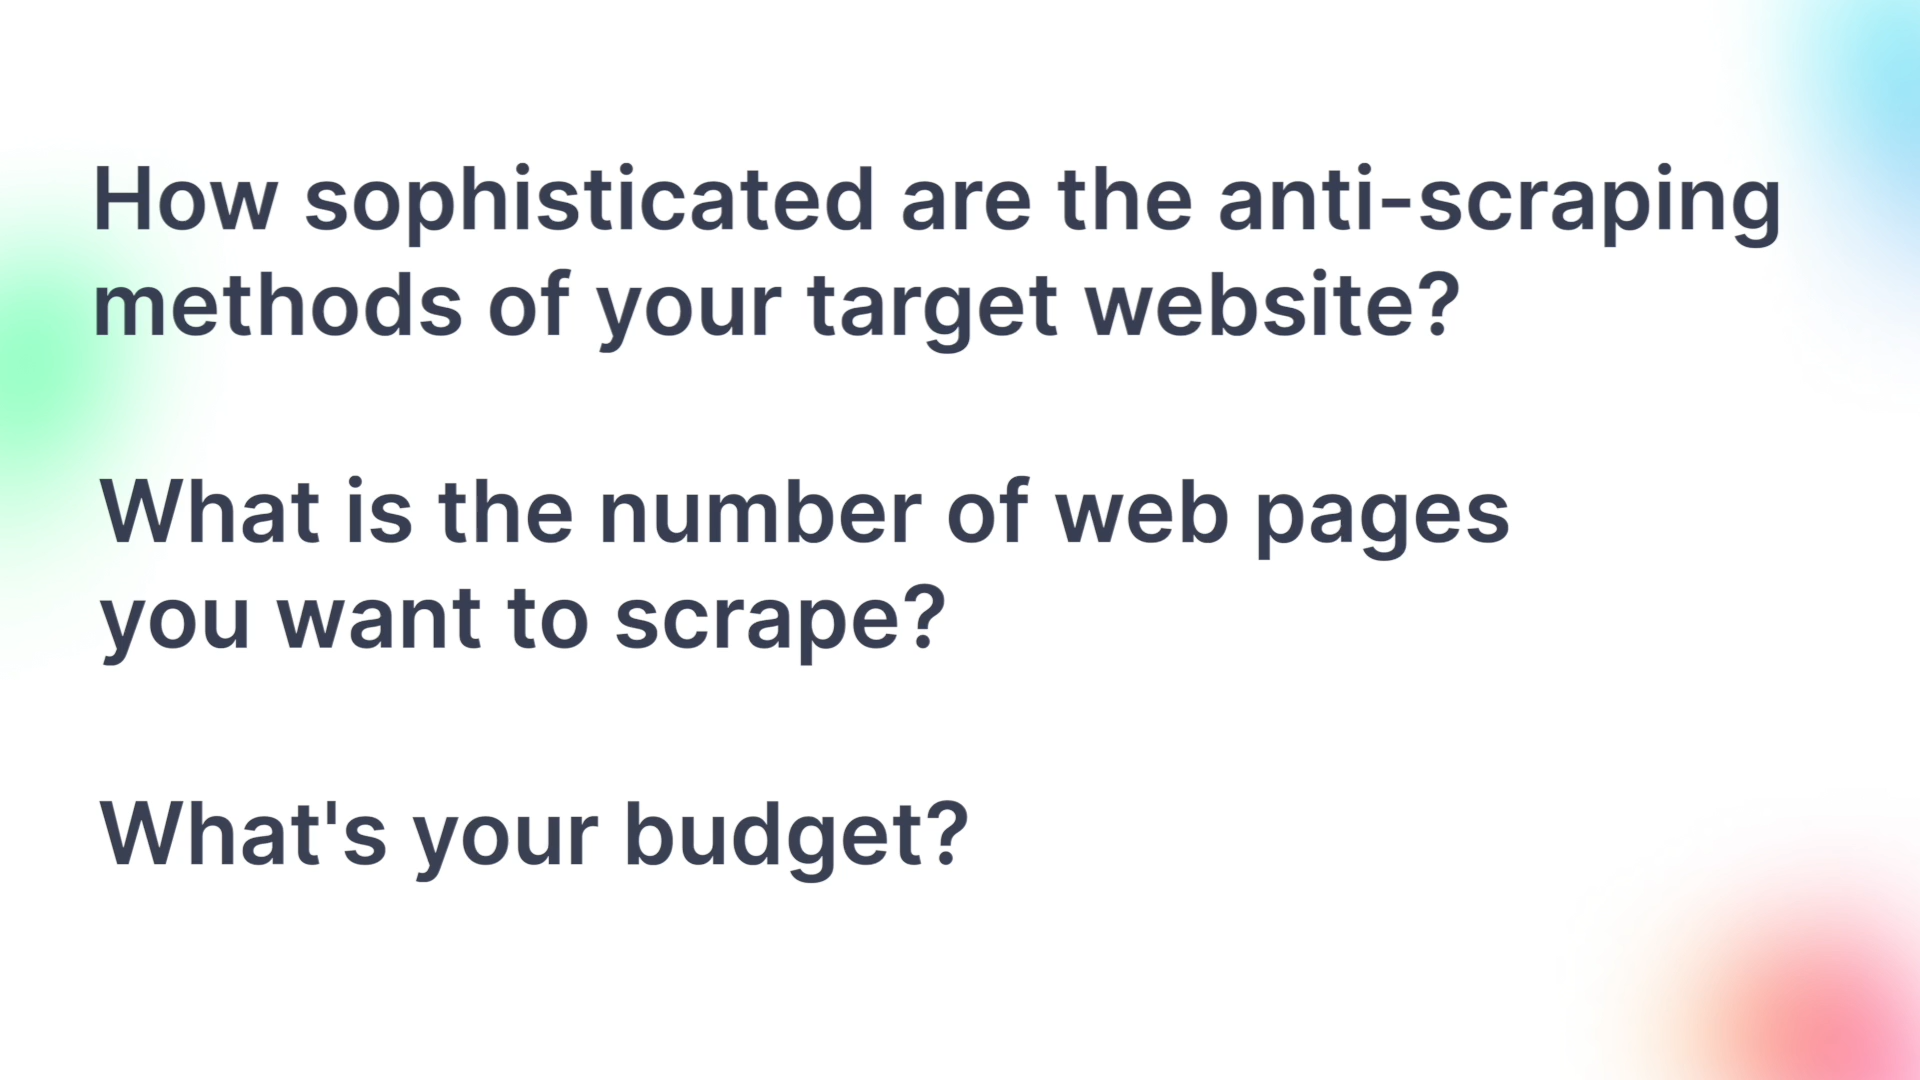 How sophisticated are the anti-scraping
methods of your target website?
What is the number of web pages
you want to scrape?
What's your budget?